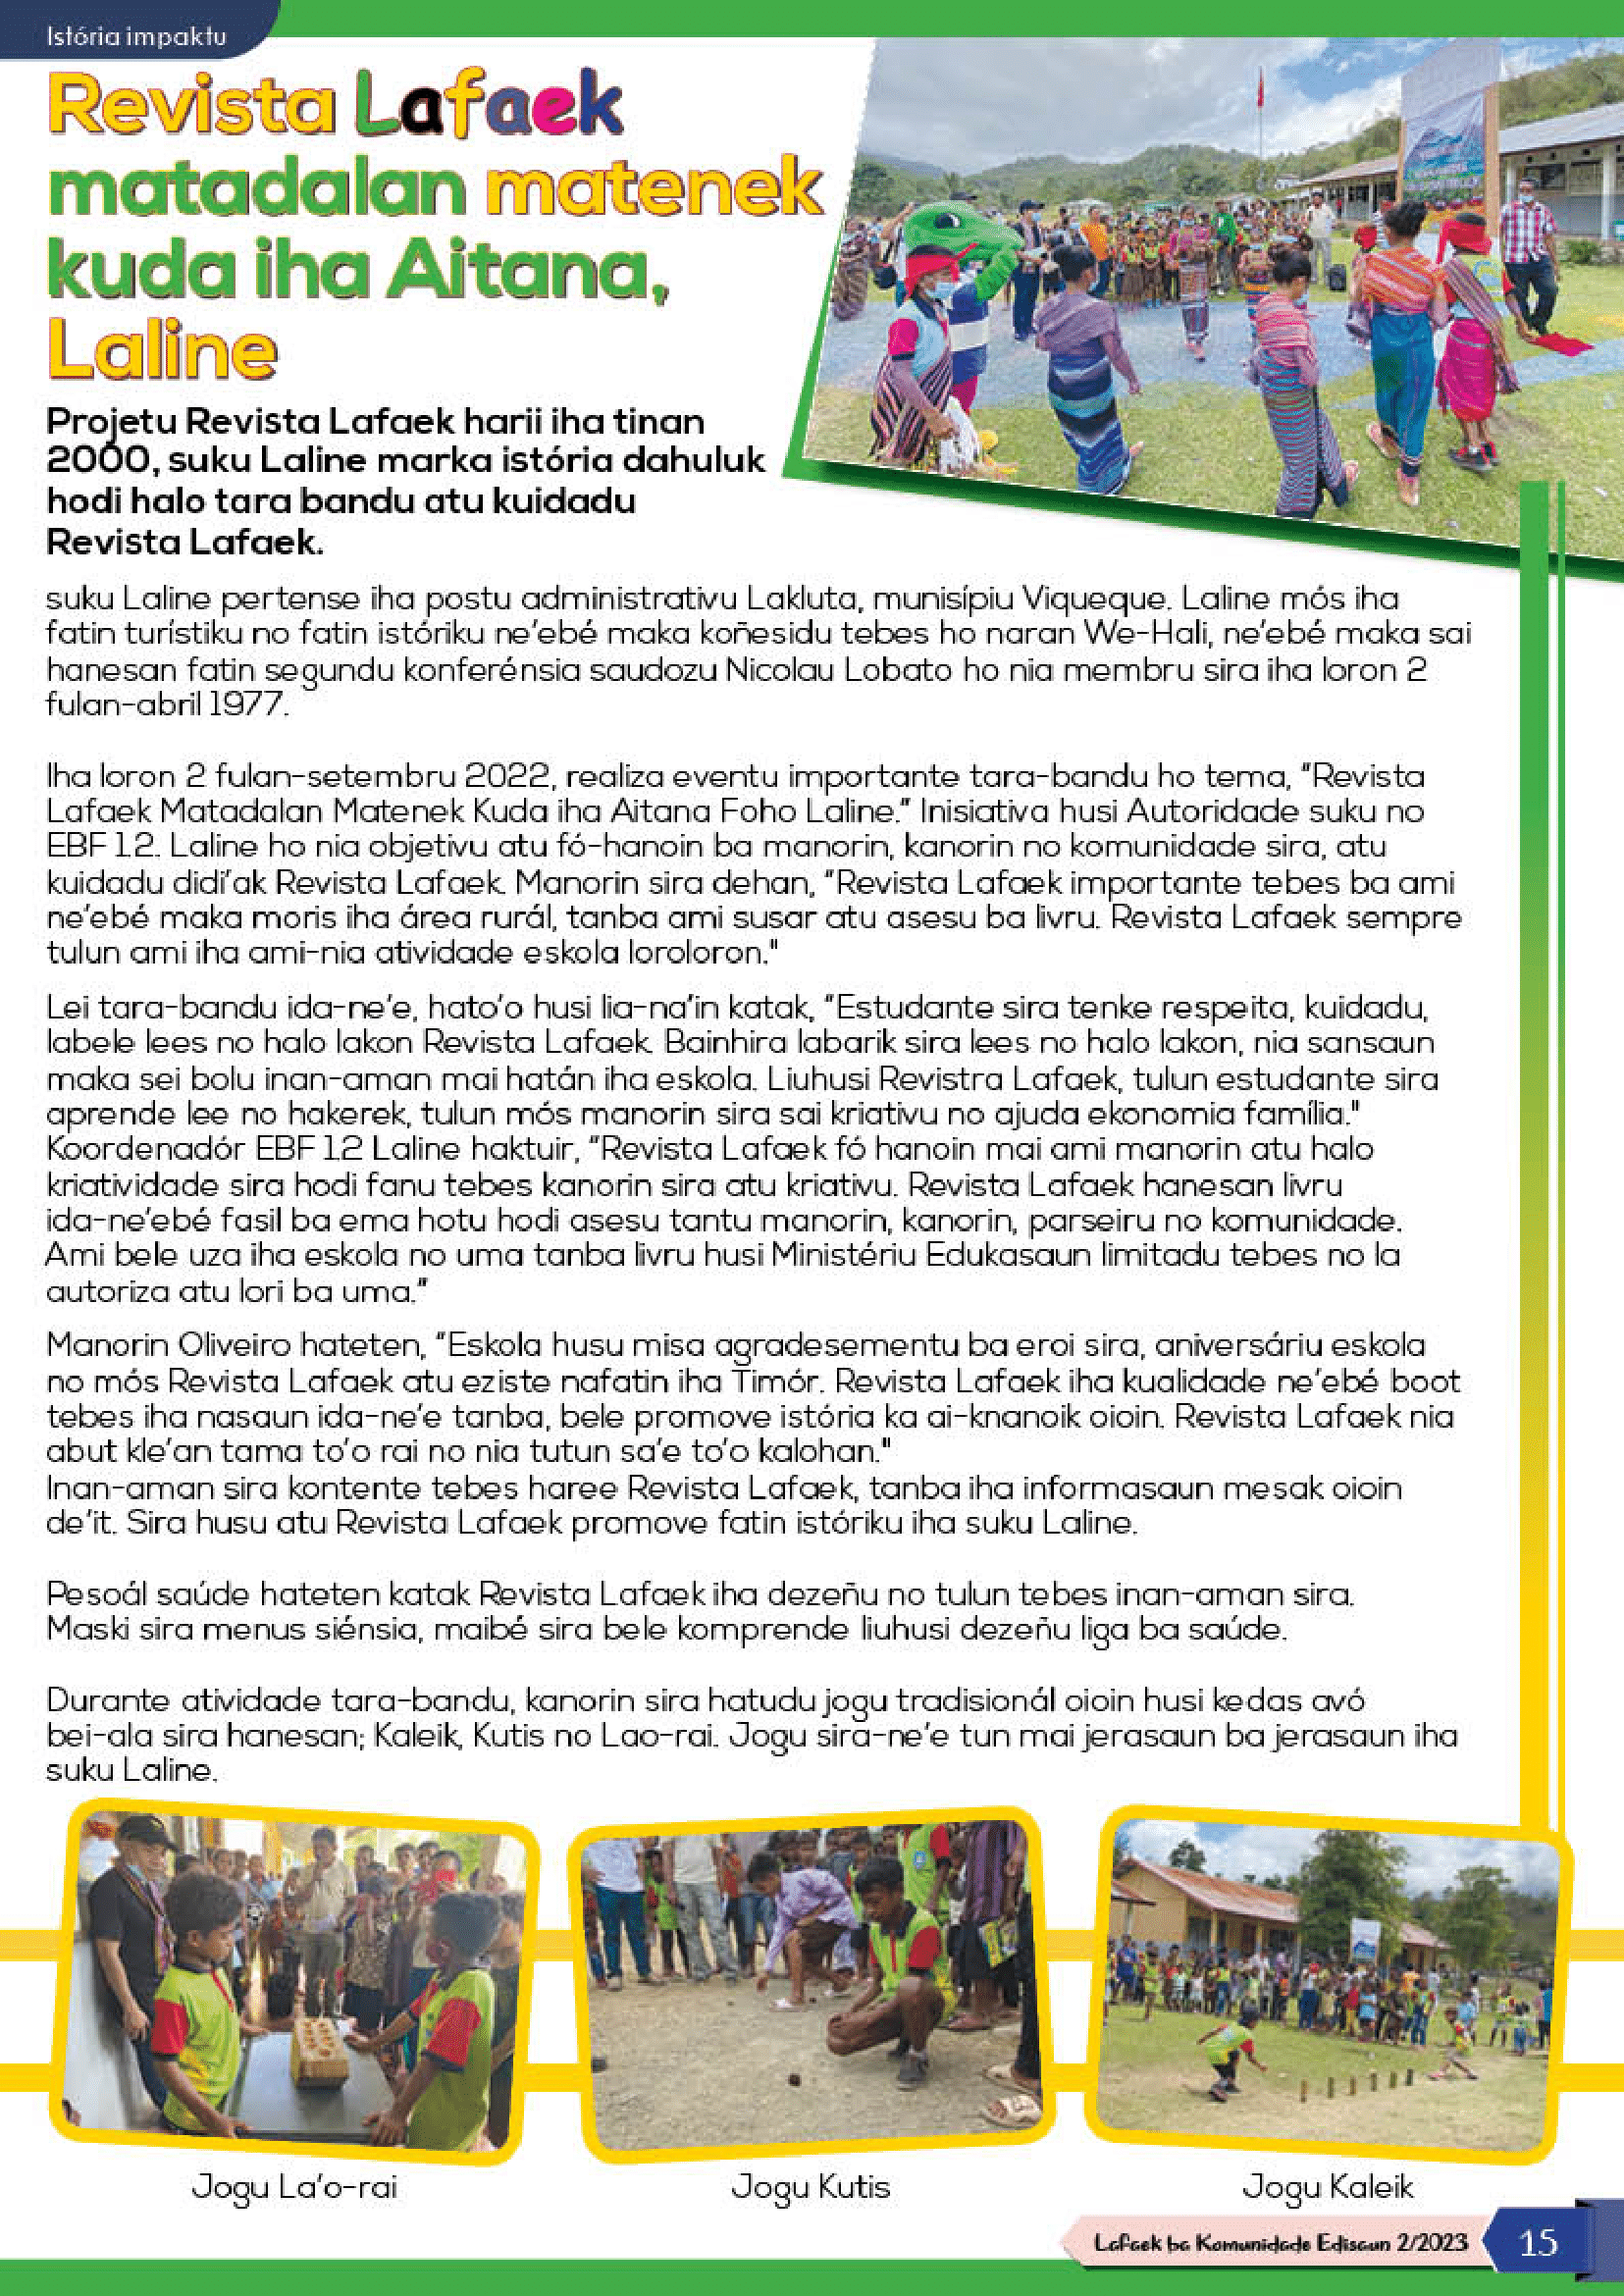 Istória impaktu
Revista Lafaek
matadalan matenek
kuda iha Aitana,
Laline
Projetu Revista Lafaek harii iha tinan
2000, suku Laline marka istória dahuluk
hodi halo tara bandu atu kuidadu
Revista Lafaek.
suku Laline pertense iha postu administrativu Lakluta, munisípiu Viqueque. Laline mós iha
fatin turístiku no fatin istóriku ne'ebé maka koñesidu tebes ho naran We-Hali, ne'ebé maka sai
hanesan fatin segundu konferénsia saudozu Nicolau Lobato ho nia membru sira iha loron 2
fulan-abril 1977.
Iha loron 2 fulan-setembru 2022, realiza eventu importante tara-bandu ho tema, “Revista
Lafaek Matadalan Matenek Kuda iha Aitana Foho Laline.” Inisiativa husi Autoridade suku no
EBF 1.2. Laline ho nia objetivu atu fó-hanoin ba manorin, kanorin no komunidade sira, atu
kuidadu didi'ak Revista Lafaek. Manorin sira dehan, “Revista Lafaek importante tebes ba ami
ne'ebé maka moris iha área rurál, tanba ami susar atu asesu ba livru. Revista Lafaek sempre
tulun ami iha ami-nia atividade eskola loroloron."
Lei tara-bandu ida-ne'e, hato'o husi lia-na'in katak, “Estudante sira tenke respeita, kuidadu,
labele lees no halo lakon Revista Lafaek. Bainhira labarik sira lees no halo lakon, nia sansaun
maka sei bolu inan-aman mai hatán iha eskola. Liuhusi Revistra Lafaek, tulun estudante sira
aprende lee no hakerek, tulun mós manorin sira sai kriativu no ajuda ekonomia família."
Koordenadór EBF 1.2 Laline haktuir, “Revista Lafaek fó hanoin mai ami manorin atu halo
kriatividade sira hodi fanu tebes kanorin sira atu kriativu. Revista Lafaek hanesan livru
ida-ne'ebé fasil ba ema hotu hodi asesu tantu manorin, kanorin, parseiru no komunidade.
Ami bele uza iha eskola no uma tanba livru husi Ministériu Edukasaun limitadu tebes no la
autoriza atu lori ba uma.”
Manorin Oliveiro hateten, “Eskola husu misa agradesementu ba eroi sira, aniversáriu eskola
no mós Revista Lafaek atu eziste nafatin iha Timór. Revista Lafaek iha kualidade ne'ebé boot
tebes iha nasaun ida-ne'e tanba, bele promove istória ka ai-knanoik oioin. Revista Lafaek nia
abut kle'an tama to'o rai no nia tutun sa'e to'o kalohan."
Inan-aman sira kontente tebes haree Revista Lafaek, tanba iha informasaun mesak oioin
de'it. Sira husu atu Revista Lafaek promove fatin istóriku iha suku Laline.
Pesoál saúde hateten katak Revista Lafaek iha dezeñu no tulun tebes inan-aman sira.
Maski sira menus siénsia, maibé sira bele komprende liuhusi dezeñu liga ba saúde.
Durante atividade tara-bandu, kanorin sira hatudu jogu tradisionál oioin husi kedas avó
bei-ala sira hanesan; Kaleik, Kutis no Lao-rai. Jogu sira-ne'e tun mai jerasaun ba jerasaun iha
suku Laline.
Jogu La'o-rai
Jogu Kutis
Jogu Kaleik
Lafaek ba Komunidade Edisaun 2/2023
15